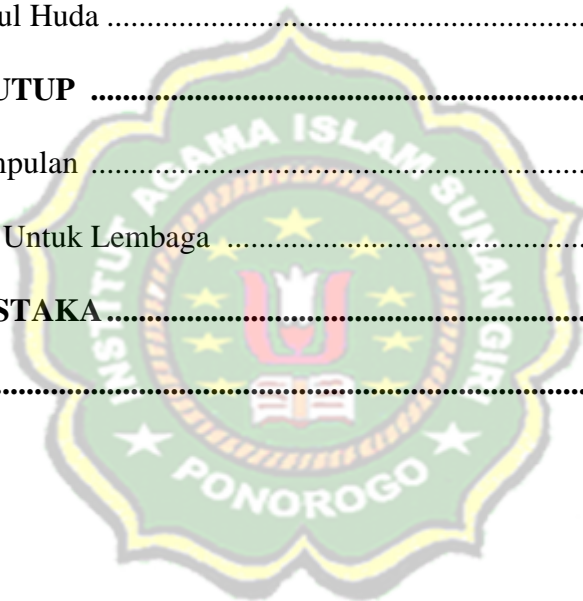 ul Huda ..................................................................
UTUP ..................................................................
npulan ..................................................................
Untuk Lembaga ..................................................................
STAKA ..................................................................
..................................................................
INSTITUT AGAMA ISLAM SUNAN GIRI
PONOROGO